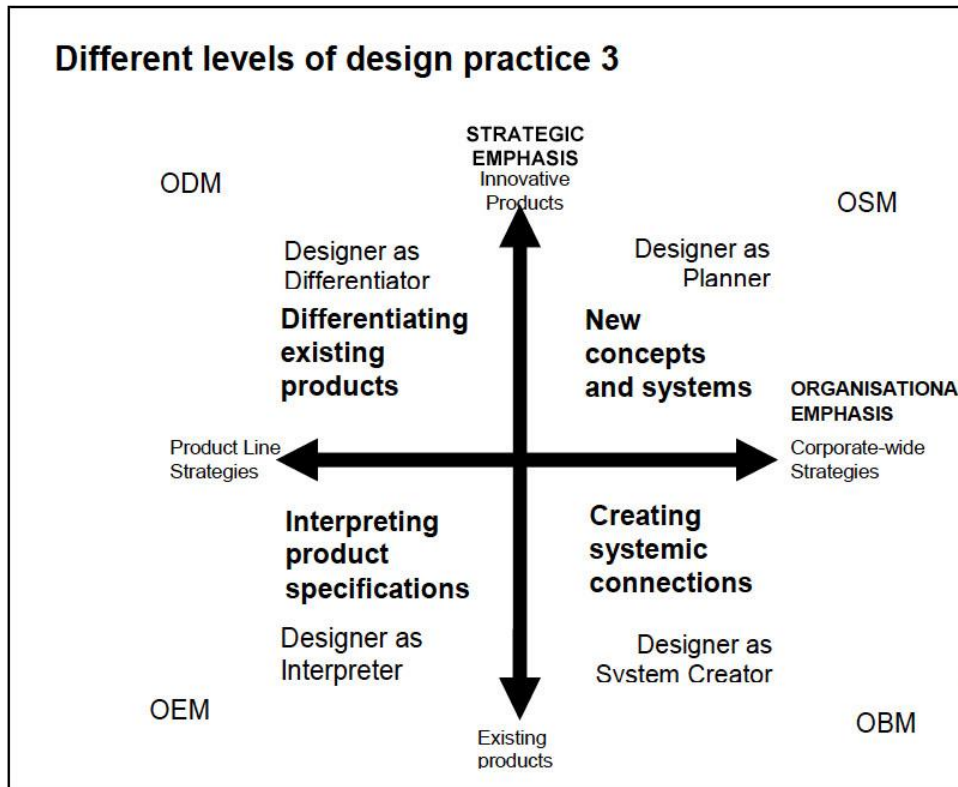 Different levels of design practice 3
STRATEGIC
EMPHASIS
Innovative
Products
ODM
OSM
Designer as
Differentiator
Designer as
Planner
Differentiating
existing
products
New
concepts
and systems
ORGANISATIONA
EMPHASIS
Product Line
Strategies
Corporate-wide
Strategies
Interpreting
product
specifications
Creating
systemic
connections
Designer as
Interpreter
Designer as
System Creator
OEM
OBM
Existing
products